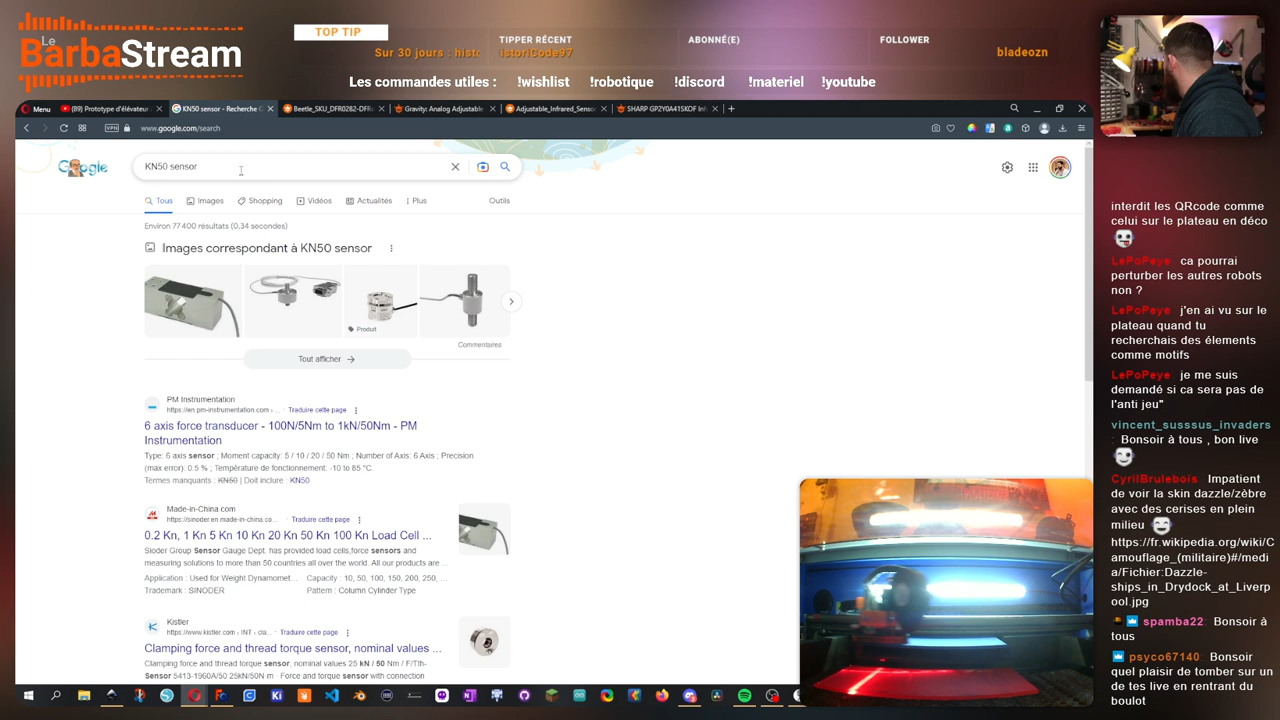 Le
BarbaStream
TOP TIP
Sur 30 jours : histo
TIPPER RÉCENT
istoriCode97
ABONNÉ(E)
FOLLOWER
bladeozn
Les commandes utiles : !wishlist !robotique !discord !materiel !youtube
Menu
(89) Prototype d'élévateur
KN50 sensor - Recherche G
Beetle_SKU_DFR0282-DFR
Gravity: Analog Adjustable
Adjustable_Infrared_Senso
SHARP GP2Y0A41SK0F
VPN
www.google.com/search
Google
KN50 sensor
Tous
Images
Shopping
Vidéos
Actualités
Plus
Outils
Environ 77 400 résultats (0,34 secondes)
Images correspondant à KN50 sensor
Produit
Commentaires
Tout afficher
PM Instrumentation
https://en.pm-instrumentation.com › ... Traduire cette page
6 axis force transducer - 100N/5Nm to 1kN/50Nm - PM
Instrumentation
Type: 6 axis sensor ; Moment capacity: 5 / 10 / 20 / 50 Nm ; Number of Axis: 6 Axis ; Precision
(max error): 0.5 % ; Température de fonctionnement: -10 to 85 °C.
Termes manquants : KN50 | Doit inclure : KN50
Made-in-China.com
https://sinoder.en.made-in-china.co... Traduire cette page
0.2 Kn, 1 Kn 5 Kn 10 Kn 20 Kn 50 Kn 100 Kn Load Cell ...
Sioder Group Sensor Gauge Dept. has provided load cells,force sensors and
measuring solutions to more than 50 countries all over the world. All our products are ...
Application : Used for Weight Dynamomet... Capacity : 10, 50, 100, 150, 200, 250, ...
Trademark : SINODER Pattern : Column Cylinder Type
Kistler
https://www.kistler.com › INT › cla... Traduire cette page
Clamping force and thread torque sensor, nominal values ...
Clamping force and thread torque sensor, nominal values 25 kN / 50 Nm / F/Tth-
Sensor 5413-1960A/50 25kN/50N m · Force sensor with connection
interdit les QRcode comme
celui sur le plateau en déco
LePoPeye: ca pourrai
perturber les autres robots
non ?
LePoPeye: j'en ai vu sur le
plateau quand tu
recherchais des élements
comme motifs
LePoPeye: je me suis
demandé si ca sera pas de
l'anti jeu"
vincent_susssus_invaders
: Bonsoir à tous , bon live
CyrilBrulebois: Impatient
de voir la skin dazzle/zèbre
avec des cerises en plein
milieu
https://fr.wikipedia.org/wiki/C
amouflage_(militaire)#/medi
a/Fichier:Dazzle-
ships_in_Drydock_at_Liverp
ool.jpg
spamba22: Bonsoir à
tous
psyco67140: Bonsoir
quel plaisir de tomber sur un
de tes live en rentrant du
boulot